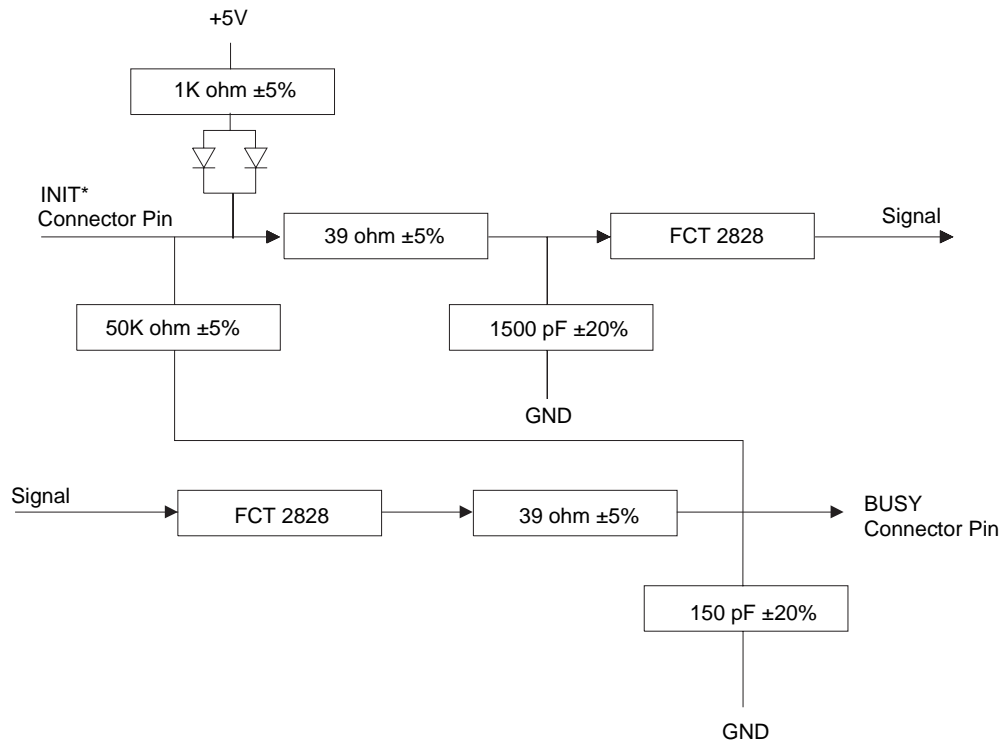 +5V
1K ohm ±5%
INIT*
Connector Pin
39 ohm ±5%
FCT 2828
Signal
50K ohm ±5%
1500 pF ±20%
GND
Signal
FCT 2828
39 ohm ±5%
BUSY
Connector Pin
150 pF ±20%
GND